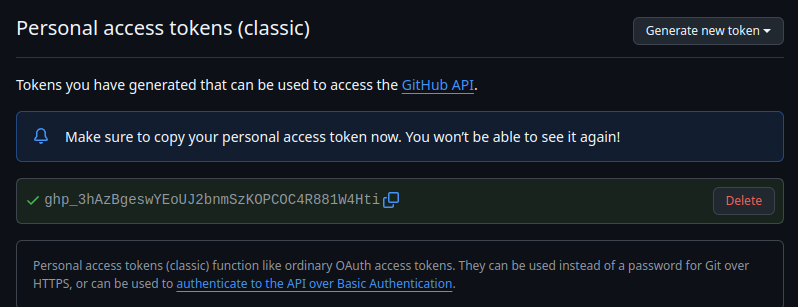 Personal access tokens (classic)
Generate new token
Tokens you have generated that can be used to access the GitHub API.
Make sure to copy your personal access token now. You won't be able to see it again!
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
Delete
Personal access tokens (classic) function like ordinary OAuth access tokens. They can be used instead of a password for Git over
HTTPS, or can be used to authenticate to the API over Basic Authentication.